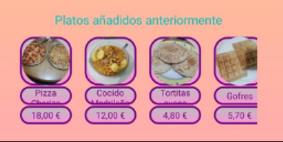 Platos añadidos anteriormente
Pizza
Cocido
Tortitas
Gofres
18,00 €
12,00 €
4,80 €
5,70 €